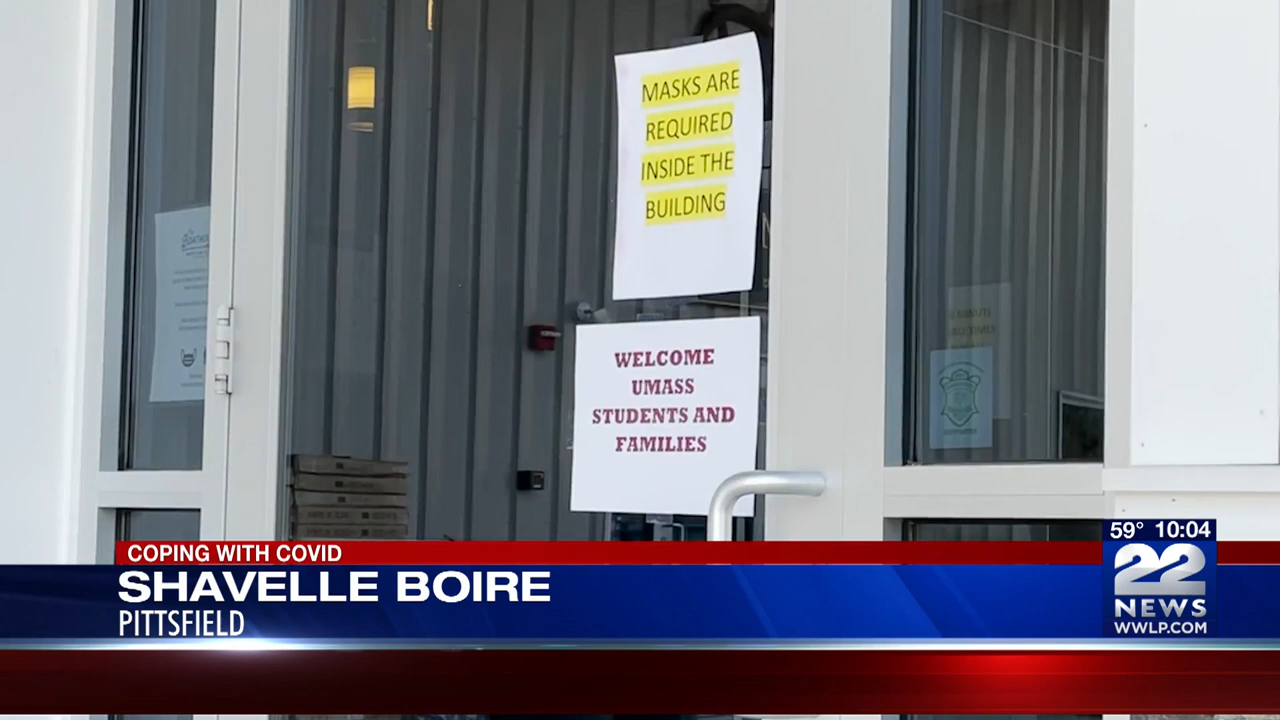 MASKS ARE
REQUIRED
INSIDE THE
BUILDING
WELCOME
UMASS
STUDENTS AND
FAMILIES
59° 10:04
COPING WITH COVID
SHAVELLE BOIRE
PITTSFIELD
22
NEWS
WWLP.COM